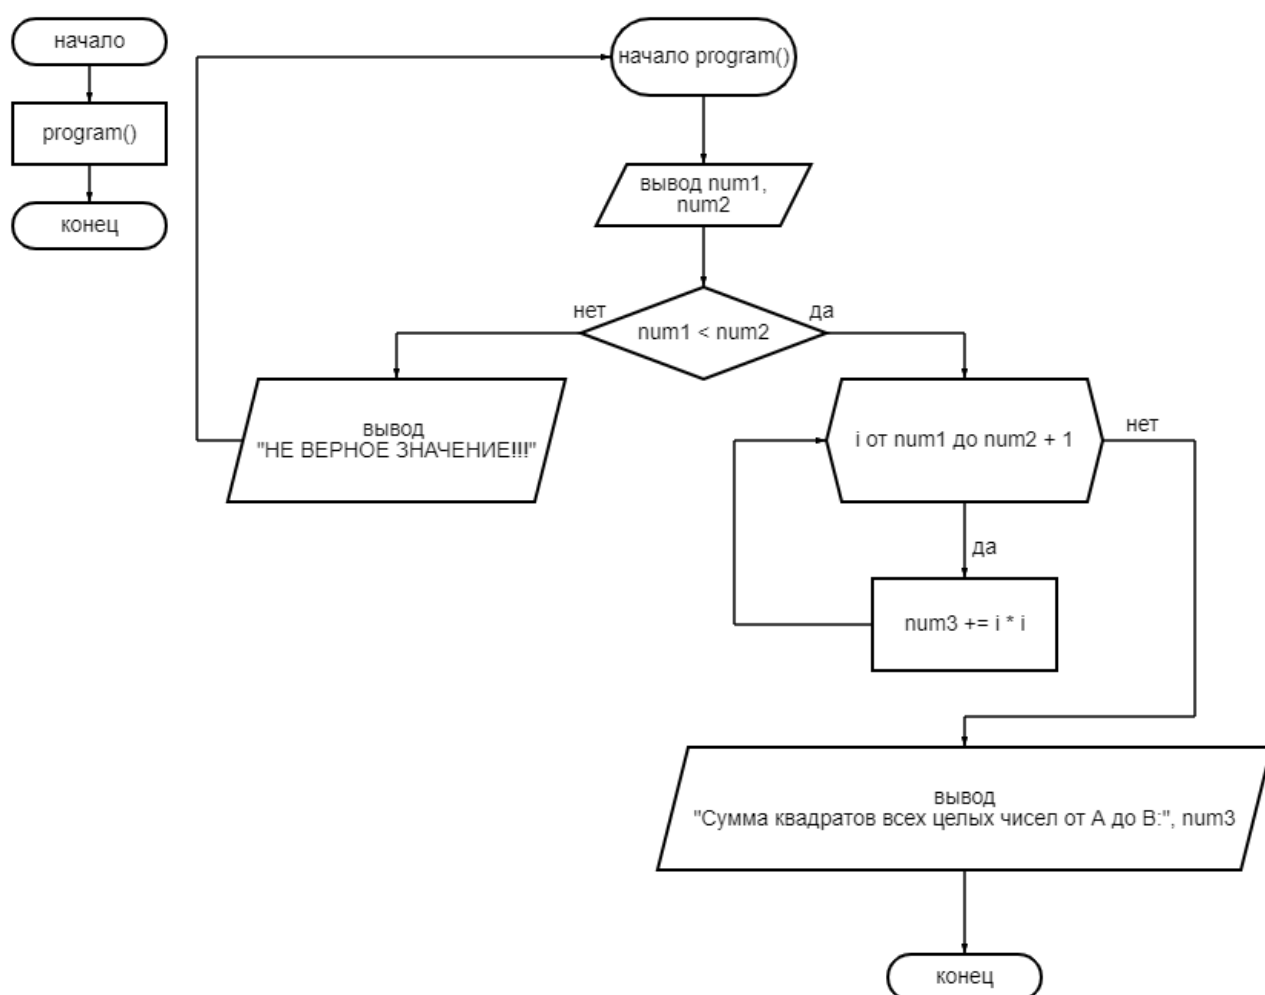 начало
program()
конец
начало program()
вывод num1,
num2
num1 < num2
нет
да
вывод
"НЕ ВЕРНОЕ ЗНАЧЕНИЕ!!!"
i от num1 до num2 + 1
нет
да
num3 += i * i
вывод
"Сумма квадратов всех целых чисел от А до В:", num3
конец